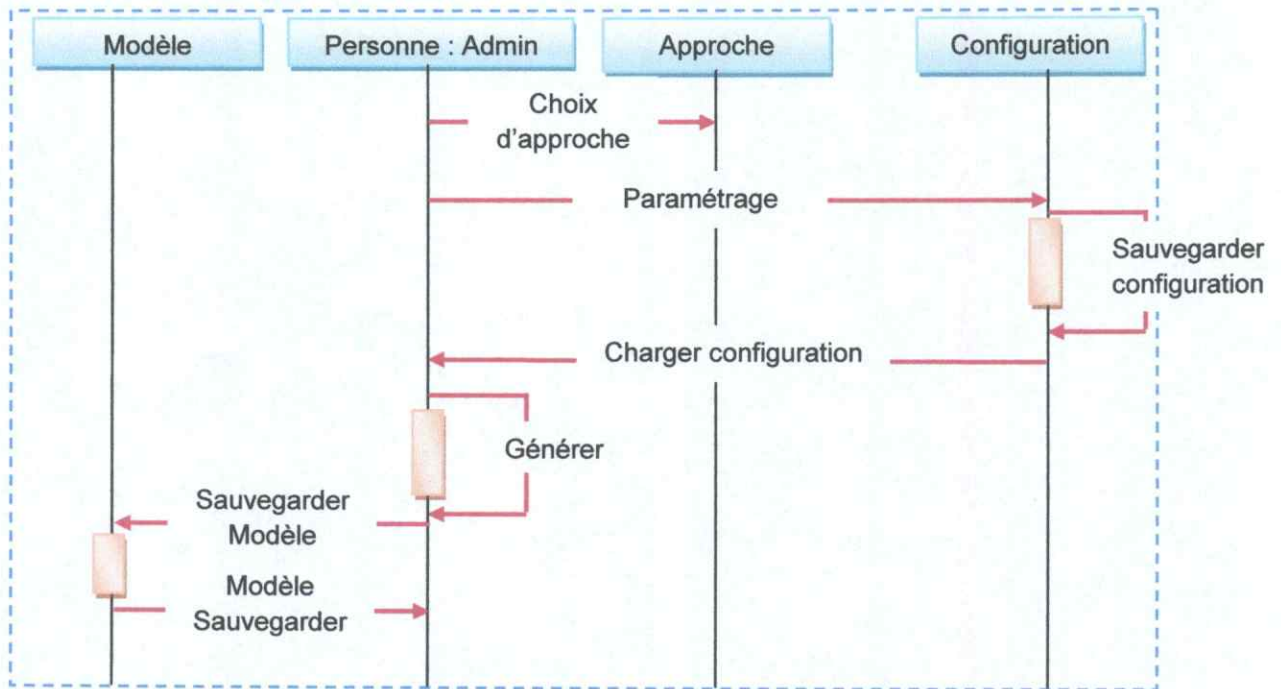 Modèle
Personne : Admin
Approche
Configuration
Choix
d'approche
Paramétrage
Sauvegarder
configuration
Charger configuration
Générer
Sauvegarder
Modèle
Modèle
Sauvegarder